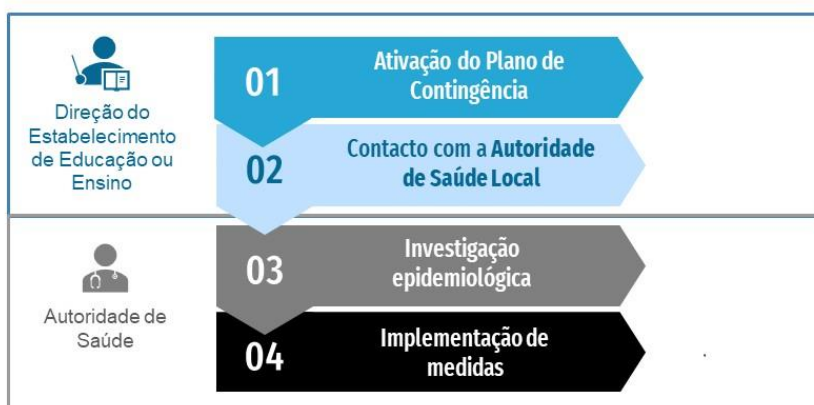 Direção do
Estabelecimento
de Educação ou
Ensino
01
Ativação do Plano de
Contingência
02
Contacto com a Autoridade
de Saúde Local
Autoridade de
Saúde
03
Investigação
epidemiológica
04
Implementação de
medidas
.